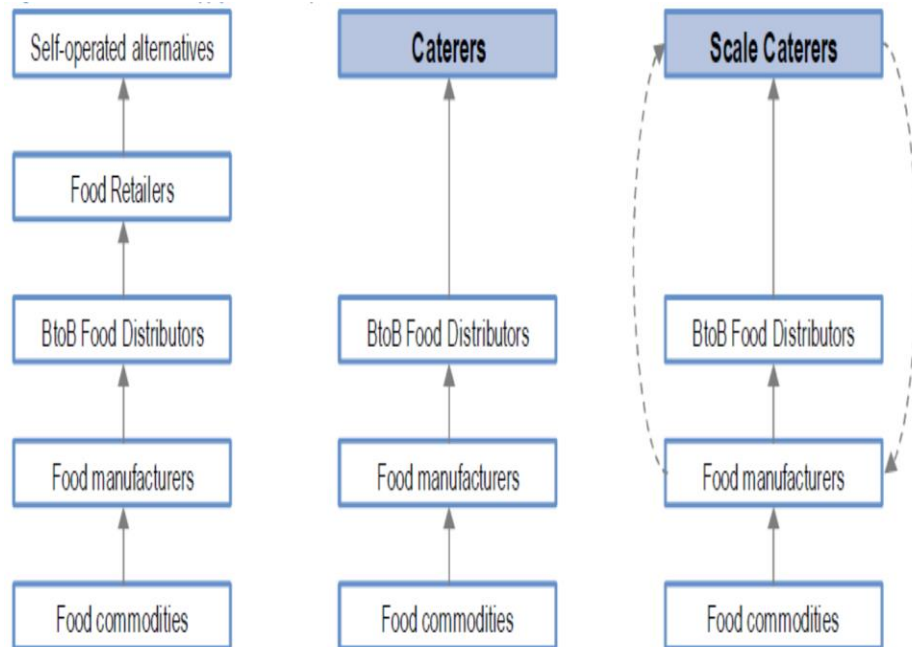 Self-operated alternatives
Food Retailers
BtoB Food Distributors
Food manufacturers
Food commodities
Caterers
BtoB Food Distributors
Food manufacturers
Food commodities
Scale Caterers
BtoB Food Distributors
Food manufacturers
Food commodities